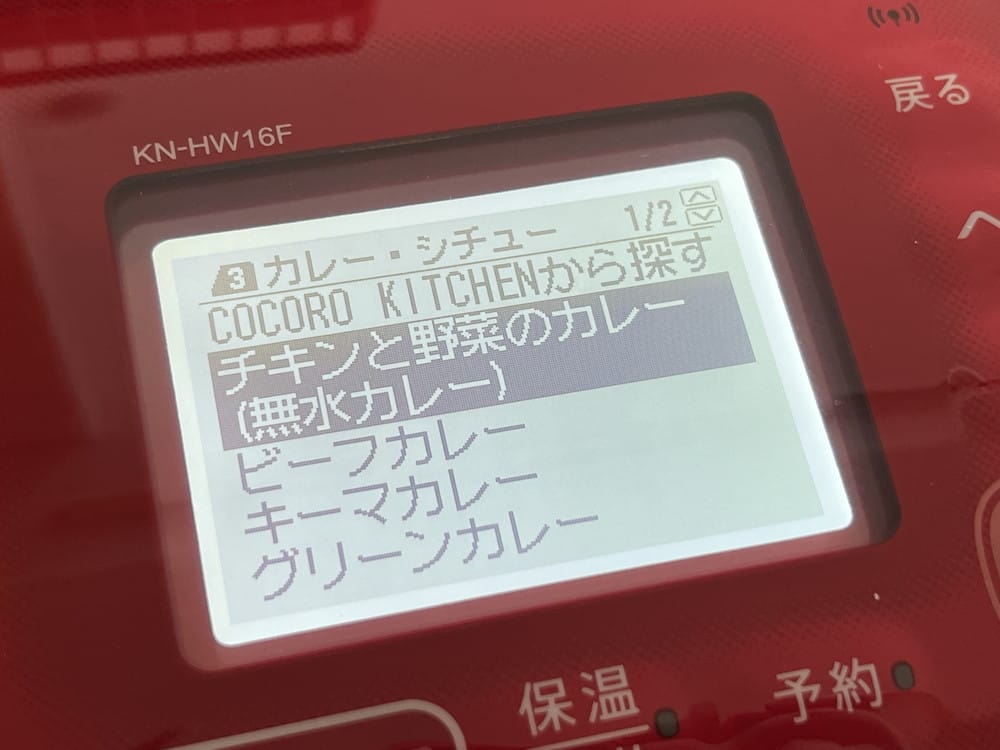 戻る
KN-HW16F
3 カレー・シチュー 1/2
COCORO KITCHENから探す
チキンと野菜のカレー
(無水カレー)
ビーフカレー
キーマカレー
グリーンカレー
保温
予約